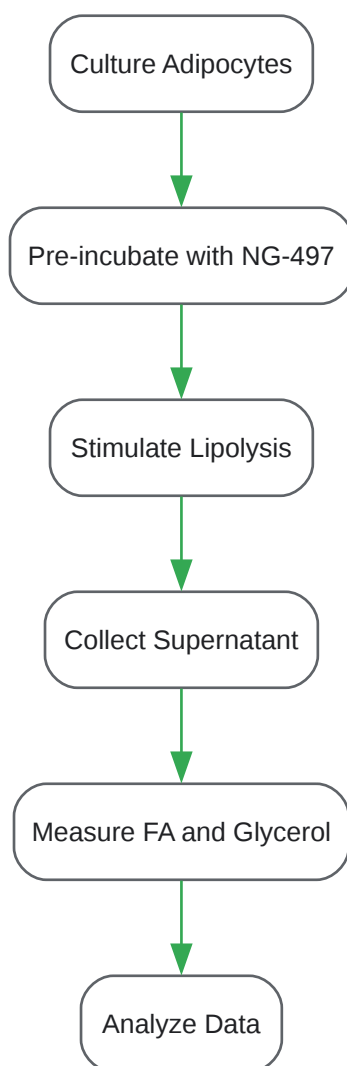 Culture Adipocytes
Pre-incubate with NG-497
Stimulate Lipolysis
Collect Supernatant
Measure FA and Glycerol
Analyze Data